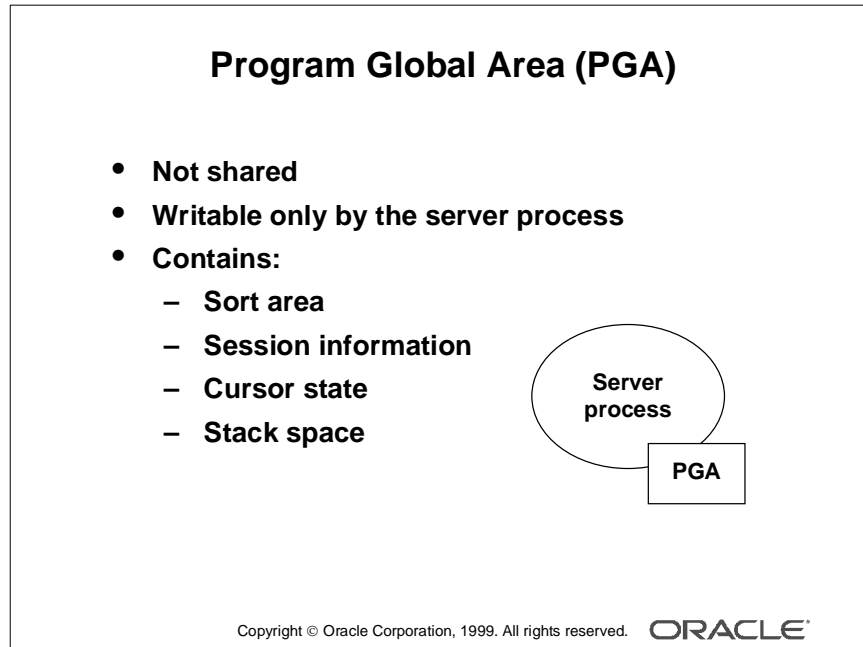 Program Global Area (PGA)
• Not shared
• Writable only by the server process
• Contains:
– Sort area
– Session information
– Cursor state
– Stack space
Server
process
PGA
Copyright © Oracle Corporation, 1999. All rights reserved. ORACLE®